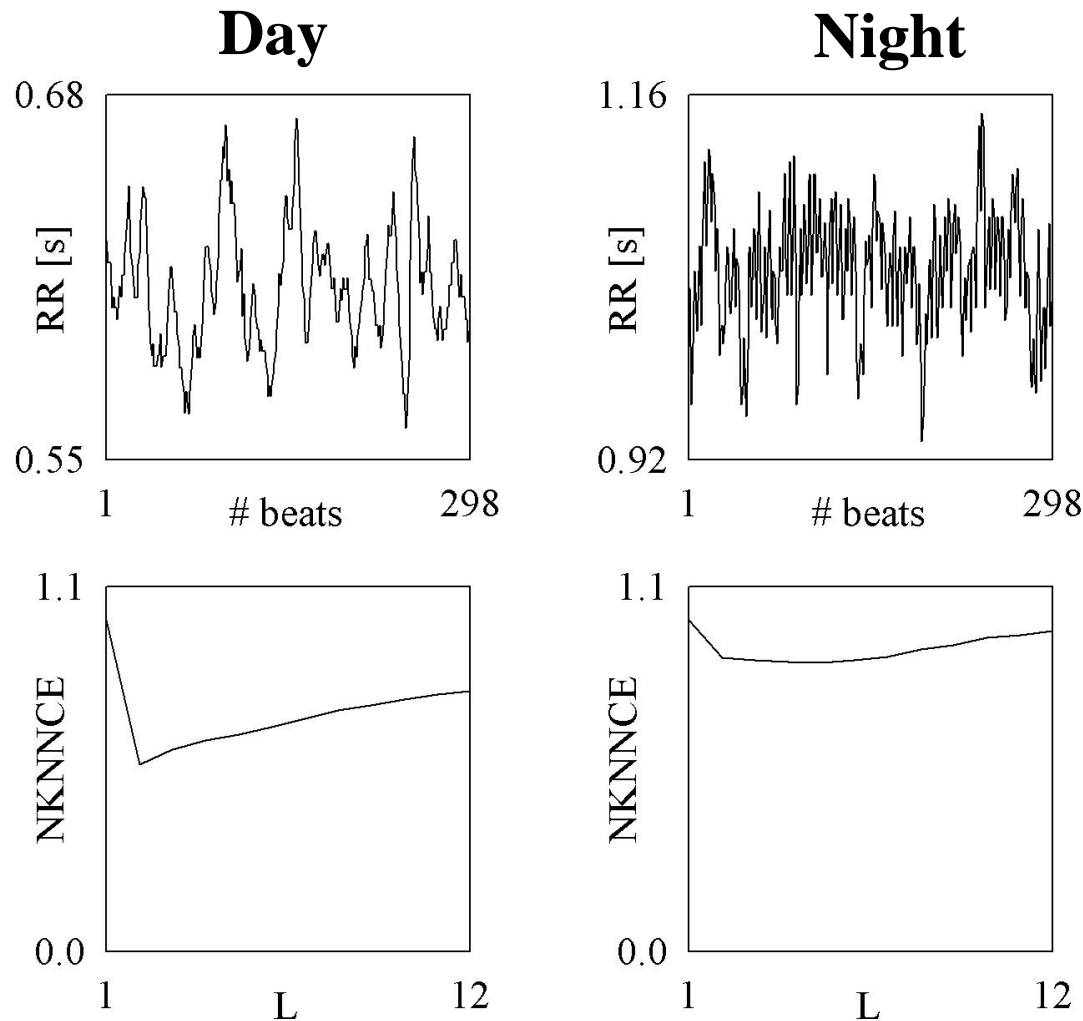 Day
Night
0.68
RR [s]
0.55
1
# beats
298
1.16
RR [s]
0.92
1
# beats
298
1.1
NKNNCE
0.0
1
L
12
1.1
NKNNCE
0.0
1
L
12